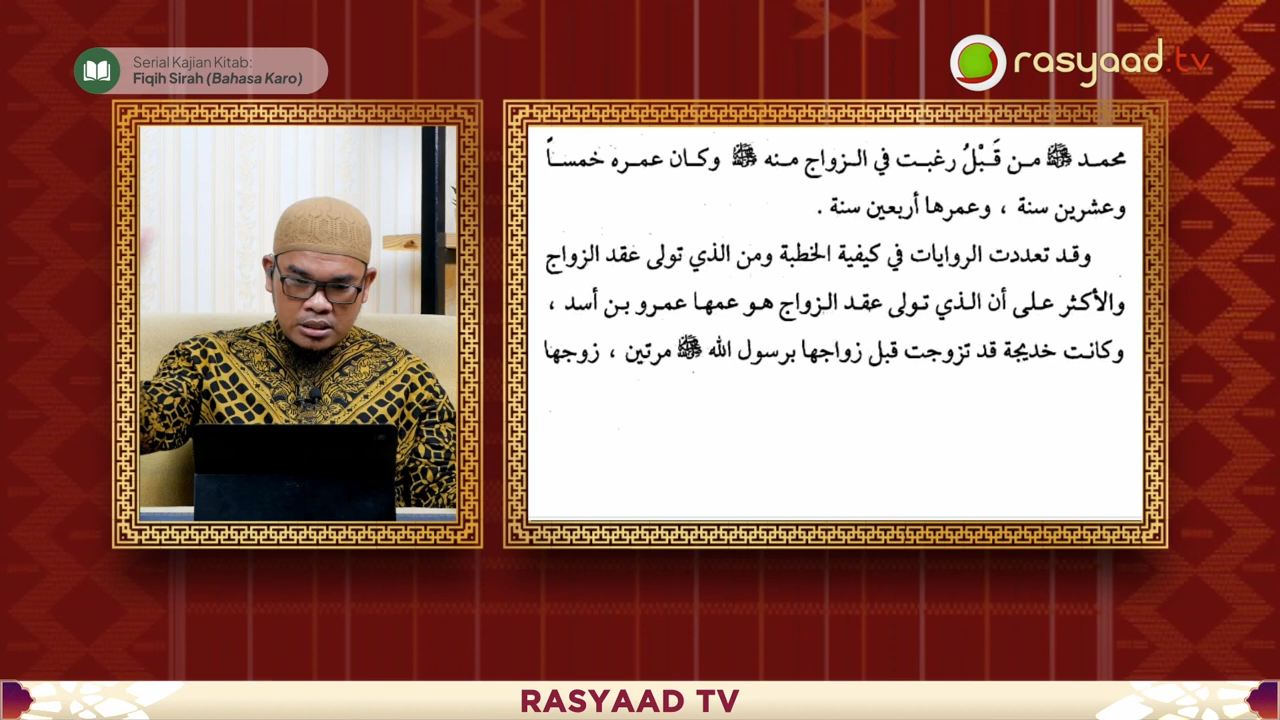 Serial Kajian Kitab:
Fiqih Sirah (Bahasa Karo)
rasyaad.tv
محمد ﷺ من قَبْلُ رغبت في الزواج منه ﷺ وكان عمره خمساً
وعشرين سنة ، وعمرها أربعين سنة .
وقد تعددت الروايات في كيفية الخطبة ومن الذي تولى عقد الزواج
والأكثر على أن الذي تولى عقد الزواج هو عمها عمرو بن أسد ،
وكانت خديجة قد تزوجت قبل زواجها برسول الله ﷺ مرتين ، زوجها
RASYAAD TV